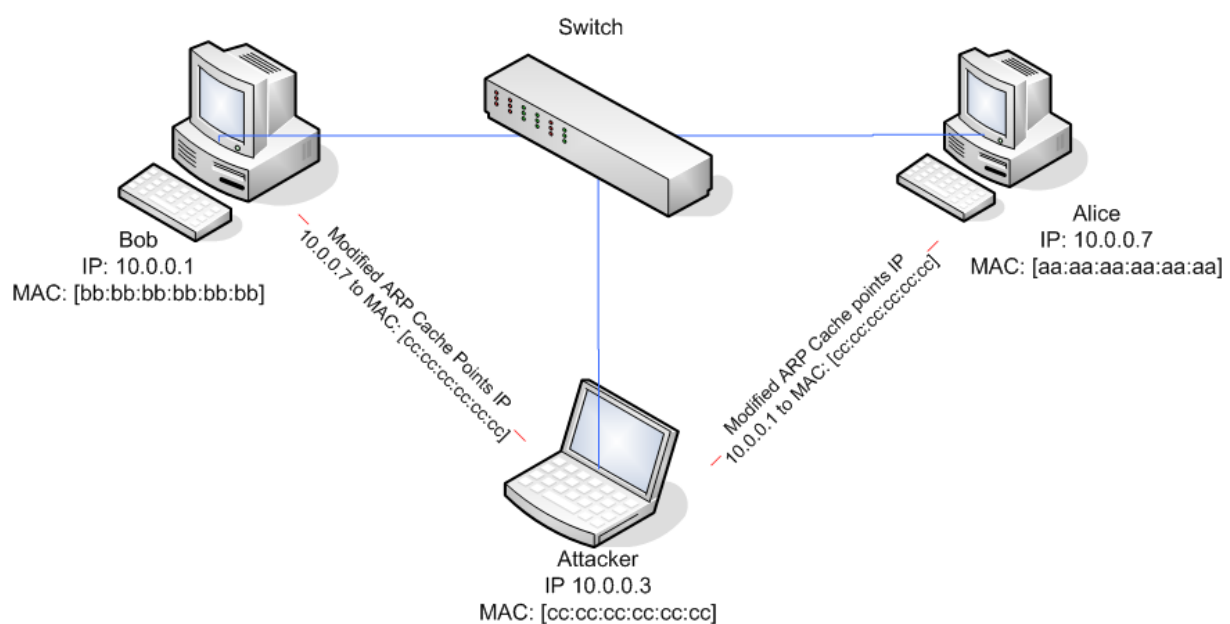 Switch
Bob
IP: 10.0.0.1
MAC: [bb:bb:bb:bb:bb:bb]
Alice
IP: 10.0.0.7
MAC: [aa:aa:aa:aa:aa:aa]
Modified ARP Cache Points IP
10.0.0.7 to MAC: [cc:cc:cc:cc:cc:cc]
Modified ARP Cache points IP
10.0.0.1 to MAC: [cc:cc:cc:cc:cc:cc]
Attacker
IP 10.0.0.3
MAC: [cc:cc:cc:cc:cc:cc]